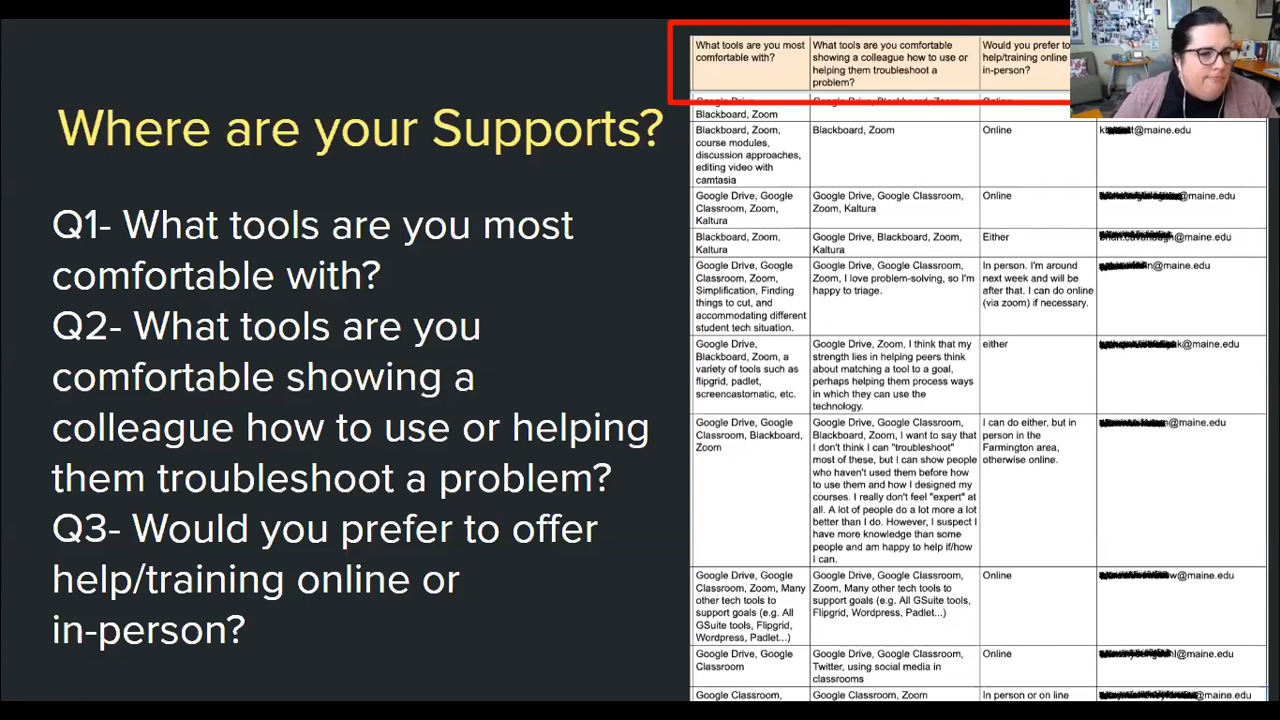 Where are your Supports?
Q1- What tools are you most
comfortable with?
Q2- What tools are you
comfortable showing a
colleague how to use or helping
them troubleshoot a problem?
Q3- Would you prefer to offer
help/training online or
in-person?
What tools are you most
comfortable with?
What tools are you comfortable
showing a colleague how to use or
helping them troubleshoot a
problem?
Would you prefer to
help/training online
in-person?
Google Drive,
Blackboard, Zoom
Google Drive, Blackboard, Zoom
Online
Blackboard, Zoom,
course modules,
discussion approaches,
editing video with
camtasia
Blackboard, Zoom
Online
@maine.edu
Google Drive, Google
Classroom, Zoom,
Kaltura
Google Drive, Google Classroom,
Zoom, Kaltura
Online
@maine.edu
Blackboard, Zoom,
Kaltura
Google Drive, Blackboard, Zoom,
Kaltura
Either
@maine.edu
Google Drive, Google
Classroom, Zoom,
Simplification, Finding
things to cut, and
accommodating different
student tech situation.
Google Drive, Google Classroom,
Zoom, I love problem-solving, so I'm
happy to triage.
In person. I'm around
next week and will be
after that. I can do online
(via zoom) if necessary.
@maine.edu
Google Drive,
Blackboard, Zoom, a
variety of tools such as
flipgrid, padlet,
screencastomatic, etc.
Google Drive, Zoom, I think that my
strength lies in helping peers think
about matching a tool to a goal,
perhaps helping them process ways
in which they can use the
technology.
either
@maine.edu
Google Drive, Google
Classroom, Blackboard,
Zoom
Google Drive, Google Classroom,
Blackboard, Zoom, I want to say that
I don't think I can "troubleshoot"
most of these, but I can show people
who haven't used them before how
to use them and how I designed my
courses. I really don't feel "expert" at
all. A lot of people do a lot more a lot
better than I do. However, I suspect I
have more knowledge than some
people and am happy to help if/how
I can.
I can do either, but in
person in the
Farmington area,
otherwise online.
@maine.edu
Google Drive, Google
Classroom, Zoom, Many
other tech tools to
support goals (e.g. All
GSuite tools, Flipgrid,
Wordpress, Padlet...)
Google Drive, Google Classroom,
Zoom, Many other tech tools to
support goals (e.g. All GSuite tools,
Flipgrid, Wordpress, Padlet...)
Online
@maine.edu
Google Drive, Google
Classroom
Google Drive, Google Classroom,
Twitter, using social media in
classrooms
Online
@maine.edu
Google Classroom,
Google Classroom, Zoom
In person or on line
@maine.edu